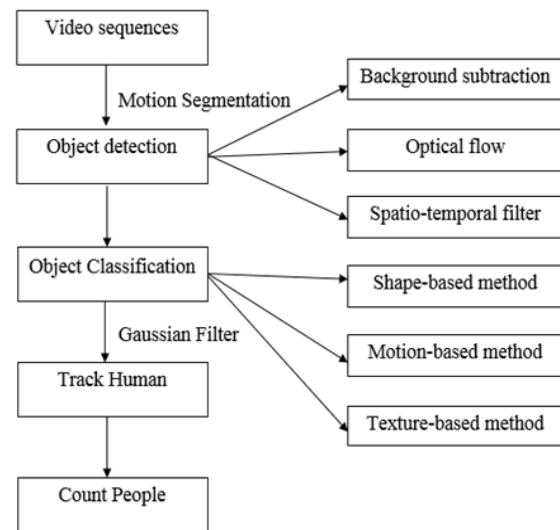 Video sequences
Motion Segmentation
Background subtraction
Object detection
Optical flow
Spatio-temporal filter
Object Classification
Shape-based method
Gaussian Filter
Motion-based method
Track Human
Texture-based method
Count People